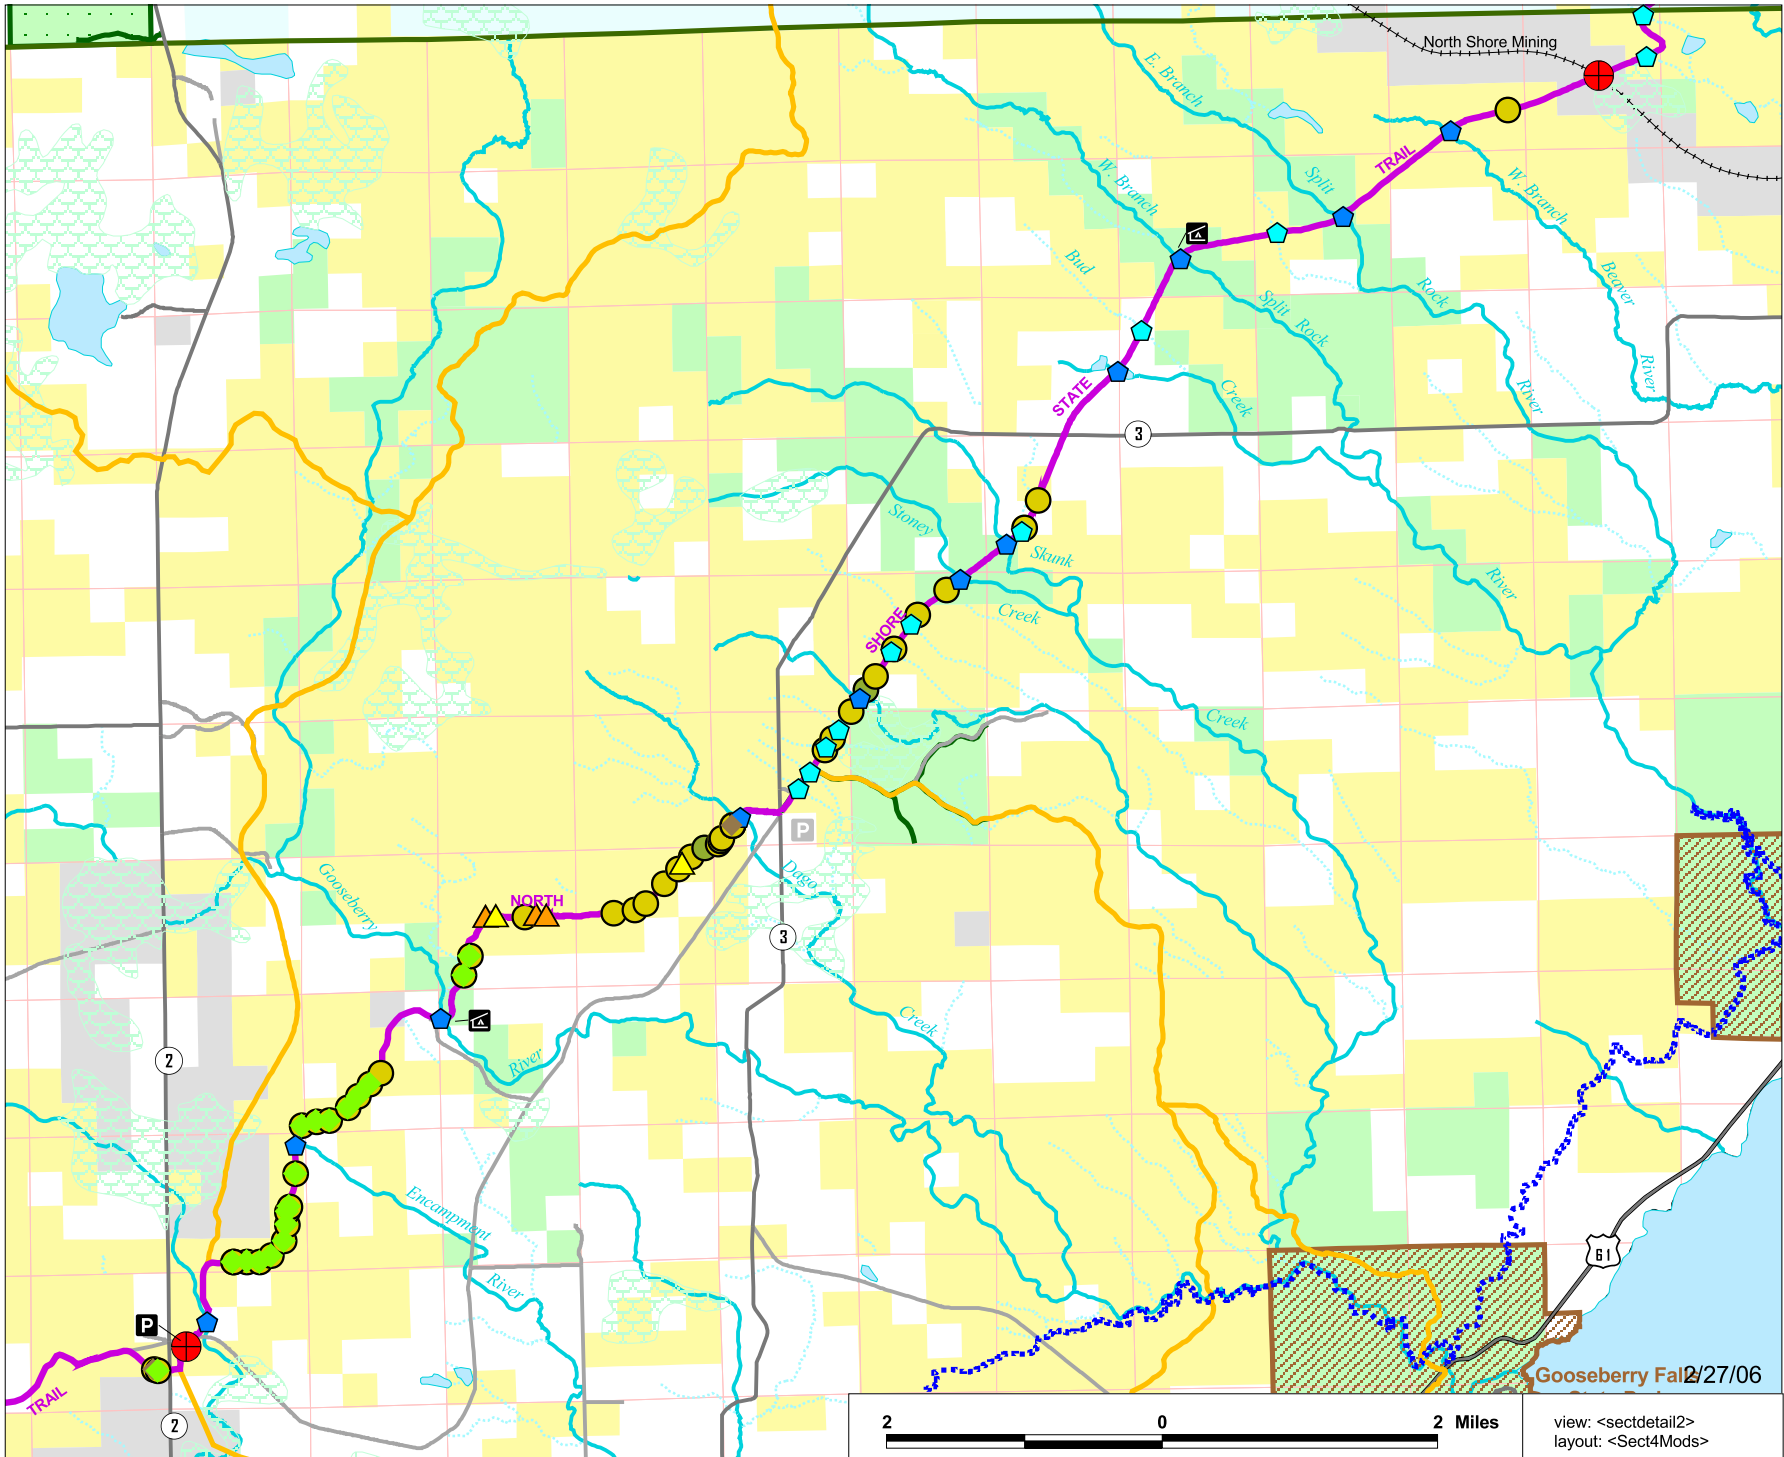 North Shore Mining
E. Branch
TRAIL
W. Branch
Split
W. Branch
Bud
Beaver
Rock
Split Rock
River
STATE
Creek
River
3
Stoney
Skunk
River
Creek
SHORE
Creek
P
Dago
Gooseberry
NORTH
3
Creek
2
River
Encampment
61
River
P
Gooseberry Falls
2/27/06
TRAIL
2
2 0 2 Miles
view: <sectdetail2>
layout: <Sect4Mods>